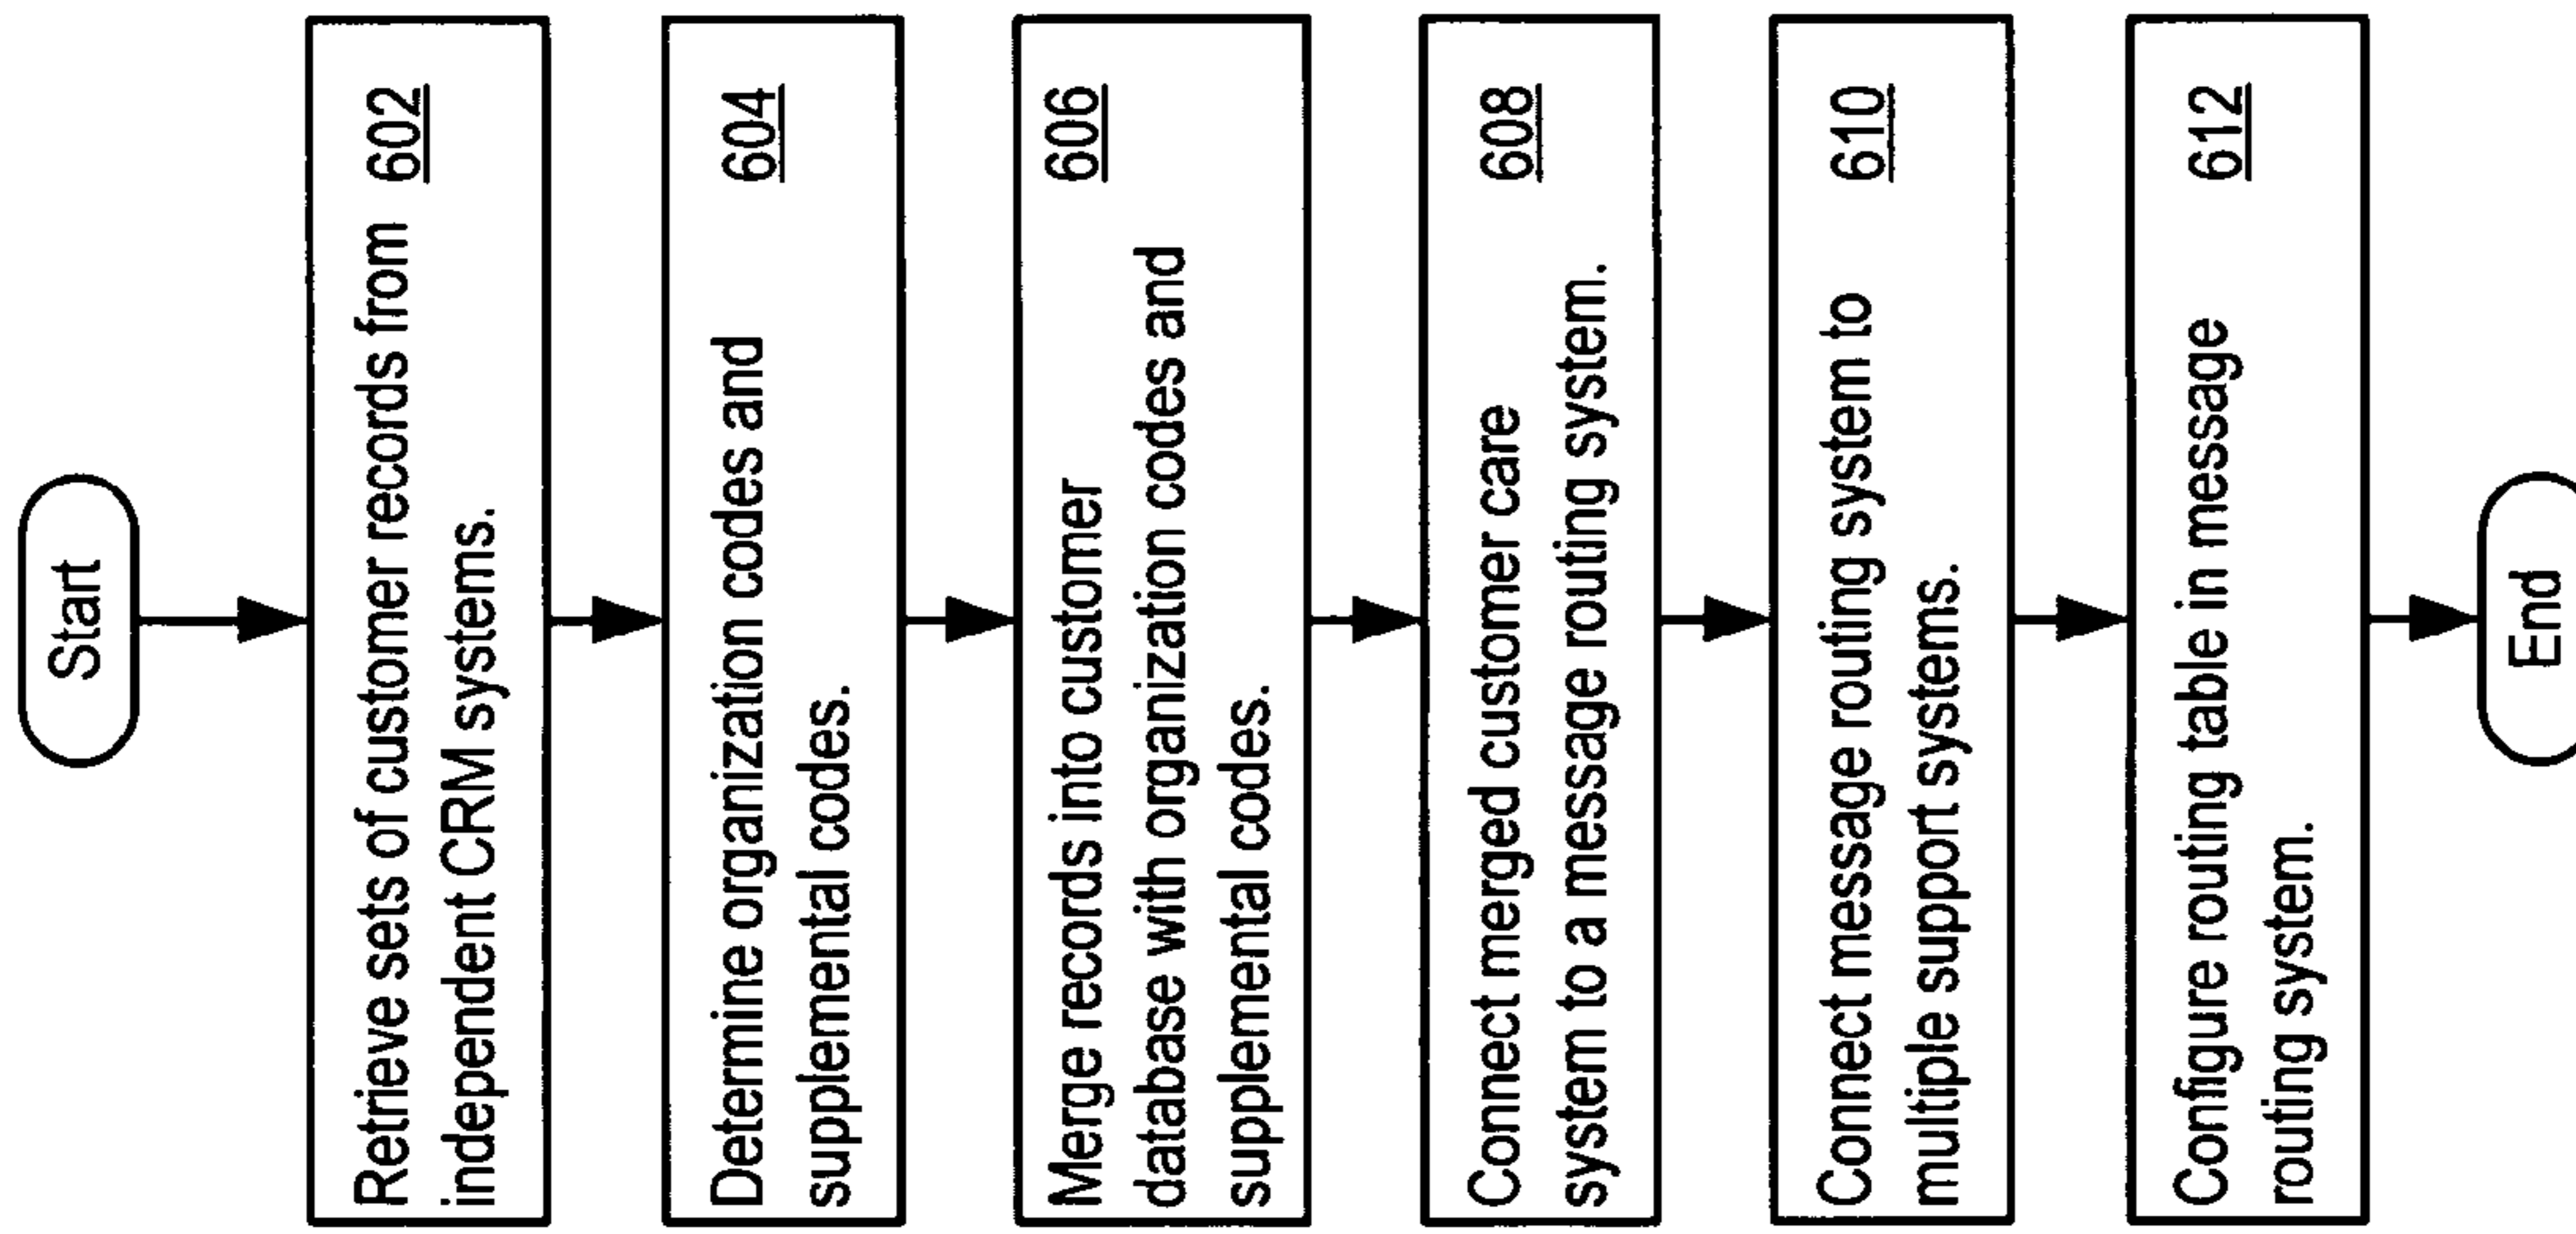 Start
Retrieve sets of customer records from 602
independent CRM systems.
Determine organization codes and 604
supplemental codes.
Merge records into customer 606
database with organization codes and
supplemental codes.
Connect merged customer care 608
system to a message routing system.
Connect message routing system to 610
multiple support systems.
Configure routing table in message 612
routing system.
End